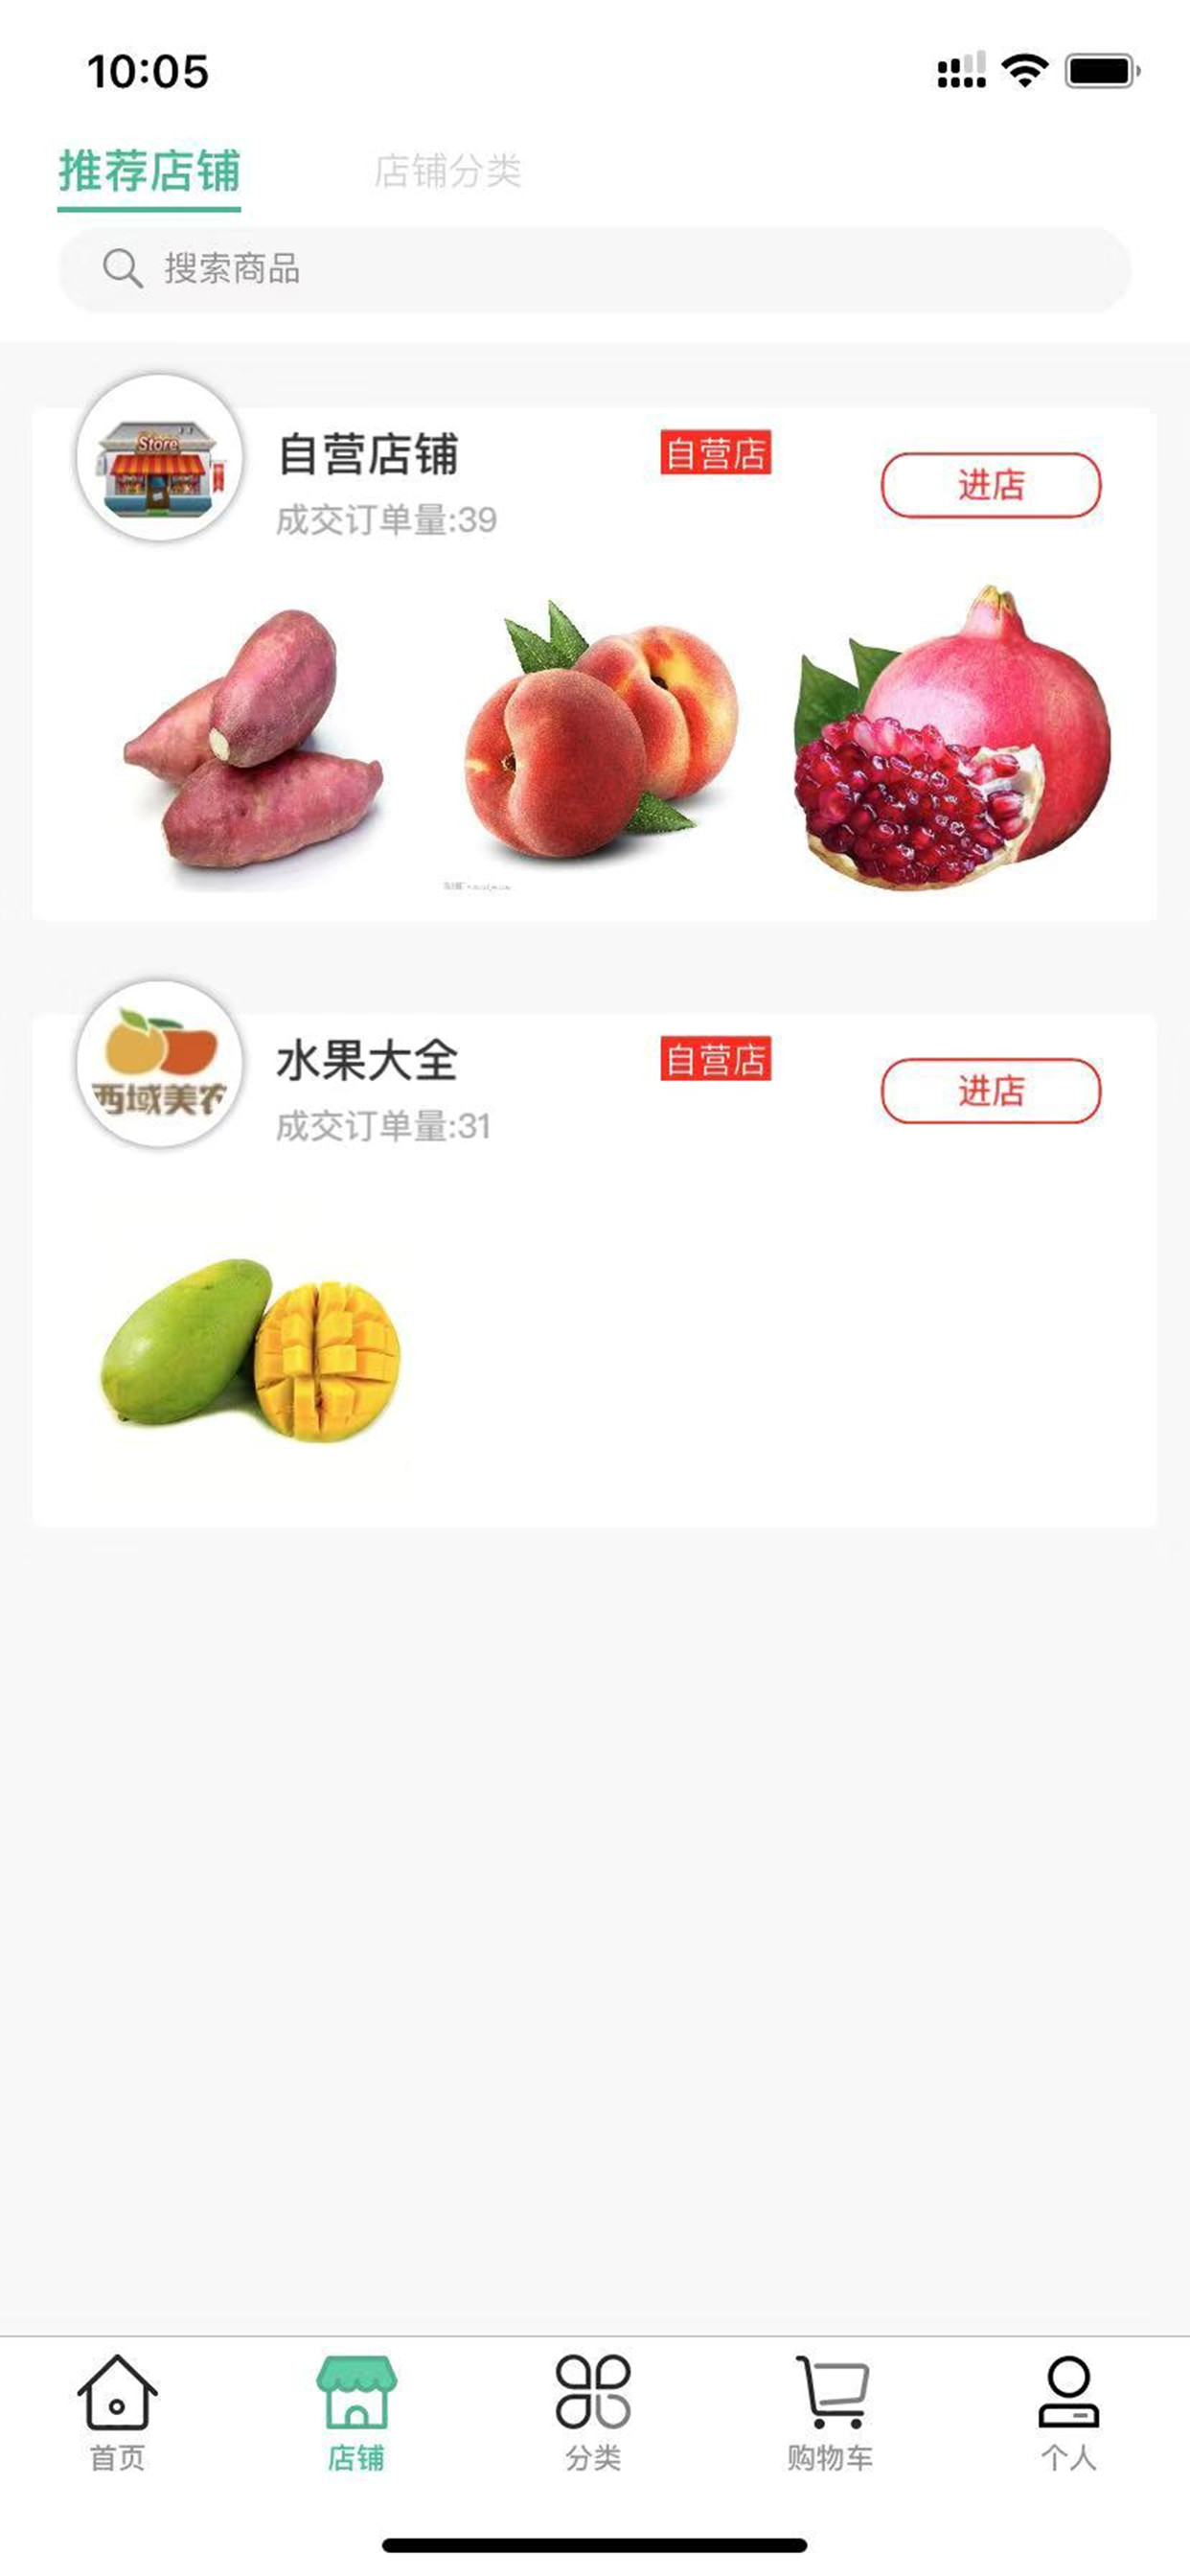 10:05
推荐店铺
店铺分类
搜索商品
Store
自营店铺
自营店
进店
成交订单量:39
西域美农
水果大全
自营店
进店
成交订单量:31
首页
店铺
分类
购物车
个人